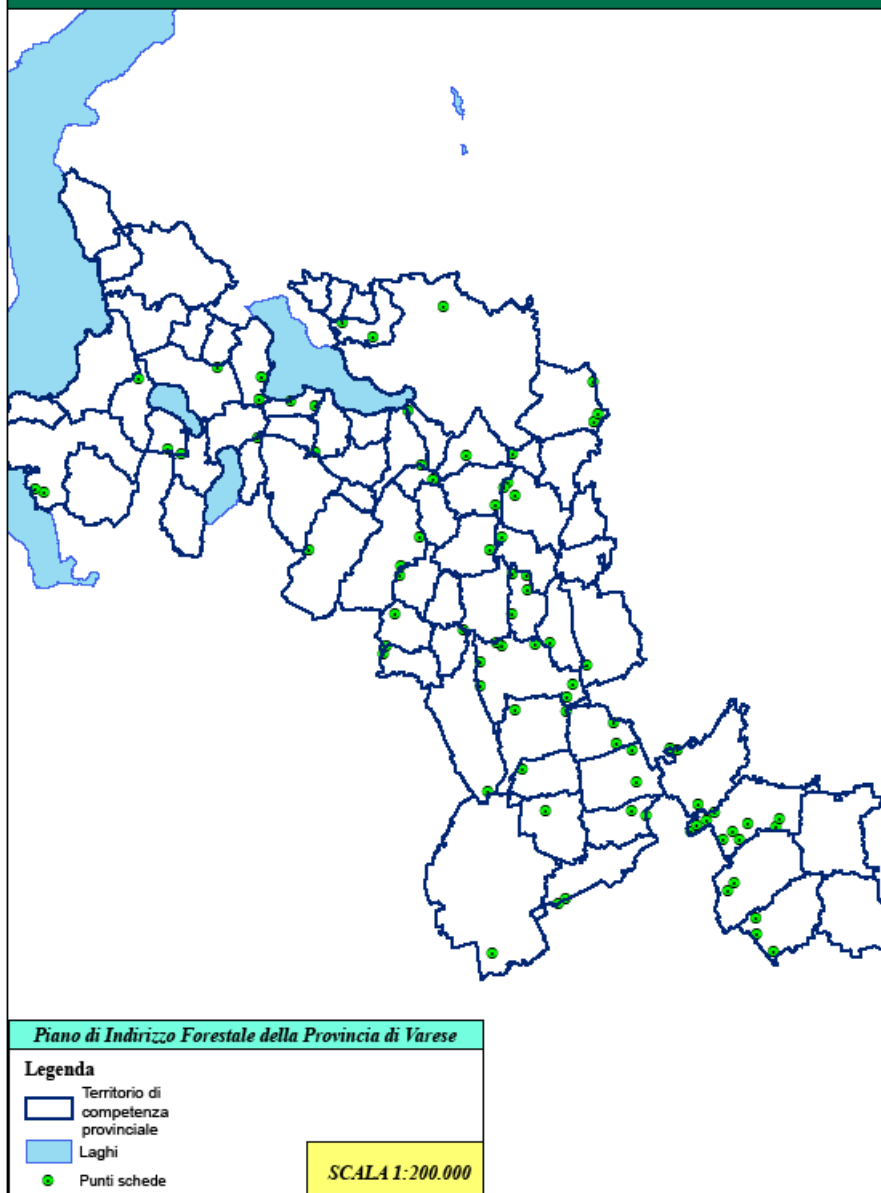 Piano di Indirizzo Forestale della Provincia di Varese
Legenda
Territorio di
competenza
provinciale
Laghi
Punti schede
SCALA 1:200.000